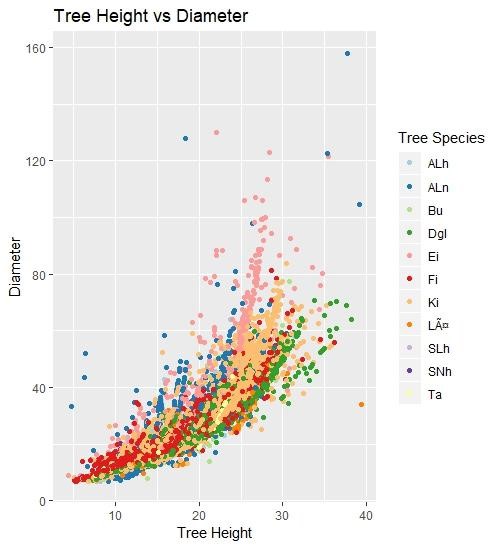 Tree Height vs Diameter
160
120
80
40
0
Diameter
10
20
30
40
Tree Height
Tree Species
ALh
ALn
Bu
Dgl
Ei
Fi
Ki
LÃ¤
SLh
SNh
Ta